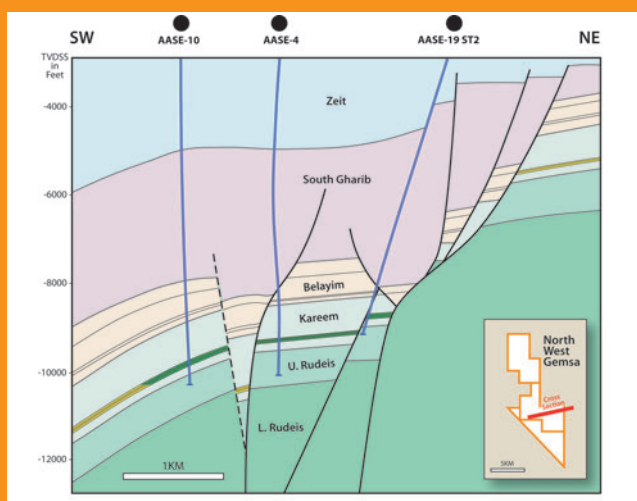 SW
AASE-10
AASE-4
AASE-19 ST2
NE
TVDSS
in
Feet
Zeit
-4000
South Gharib
-6000
-8000
Belayim
Kareem
U. Rudeis
-10000
L. Rudeis
-12000
1KM
North
West
Gemsa
Cross
Section
5KM